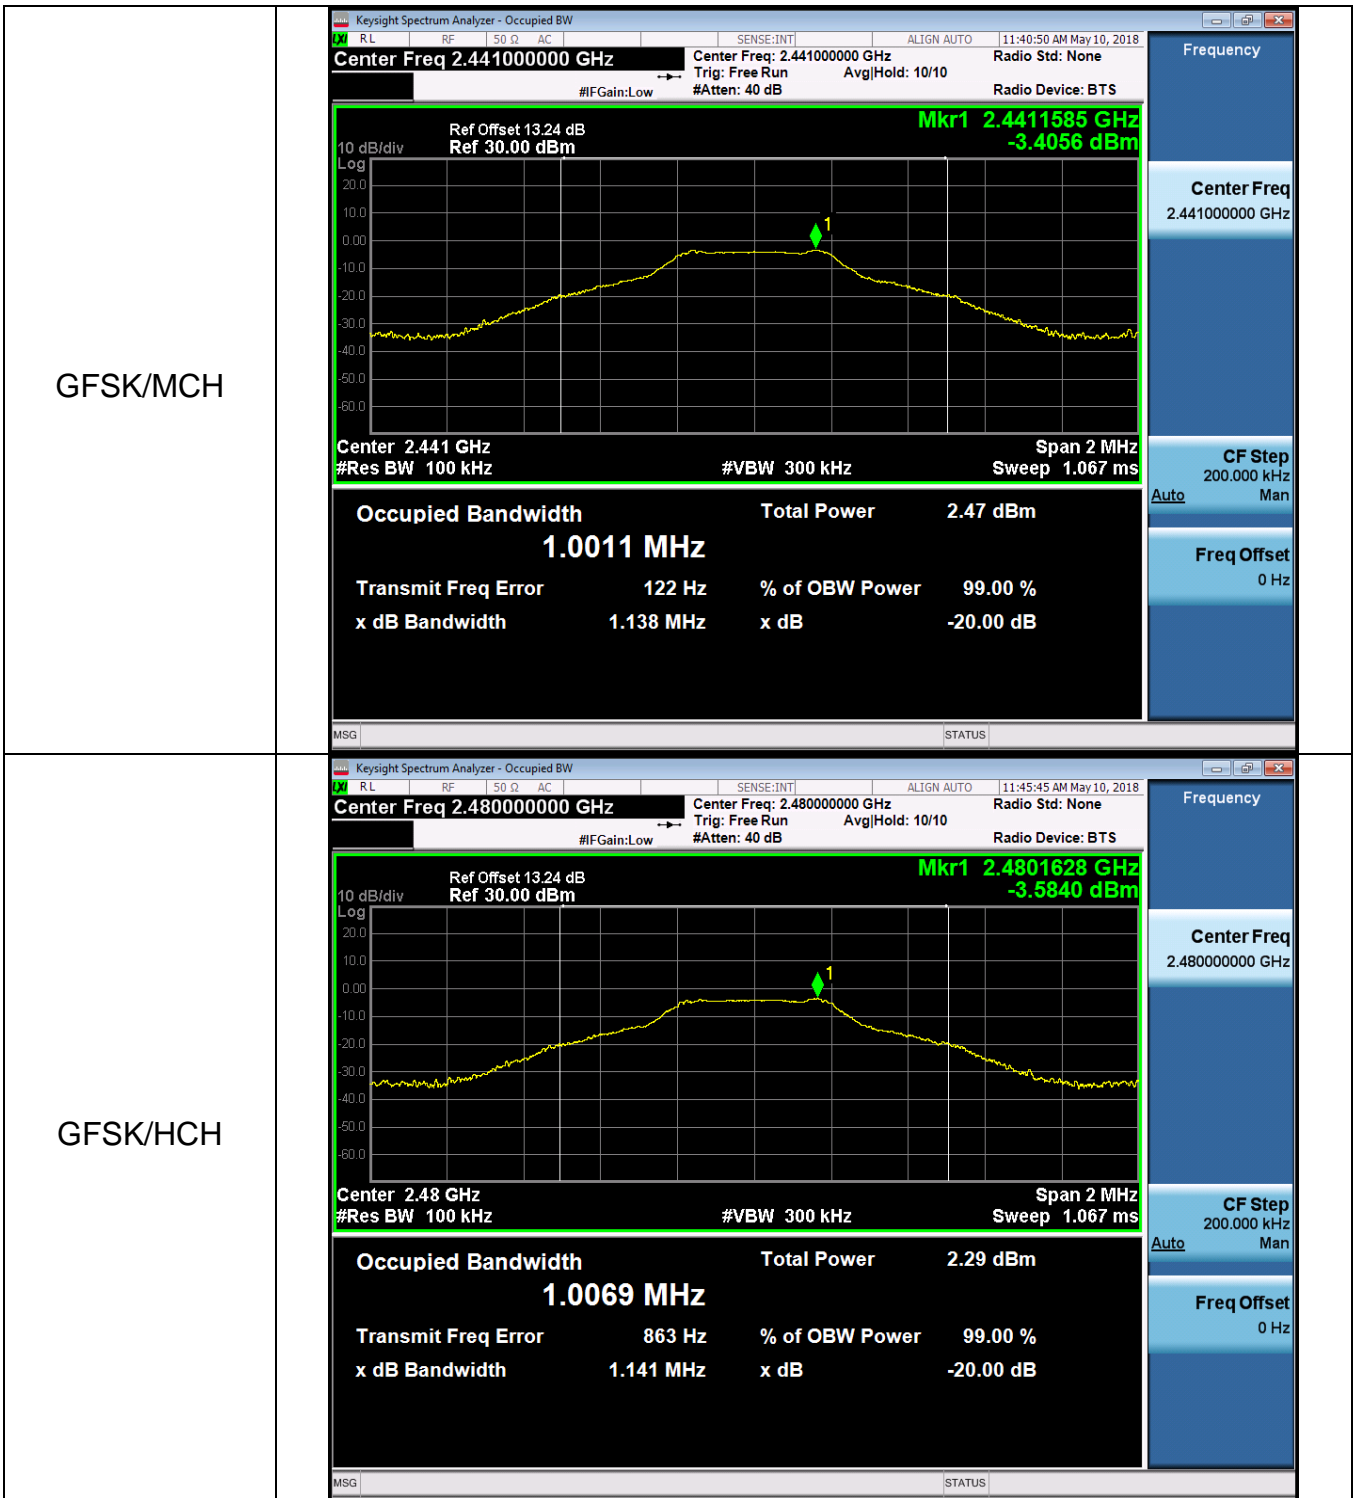 GFSK/MCH
Keysight Spectrum Analyzer - Occupied BW
LXI RL RF 50 Ω AC SENSE:INT ALIGN AUTO 11:40:50 AM May 10, 2018
Center Freq 2.441000000 GHz
Center Freq: 2.441000000 GHz Radio Std: None
Trig: Free Run Avg|Hold: 10/10
#IFGain:Low #Atten: 40 dB Radio Device: BTS
Frequency
Mkr1 2.4411585 GHz
-3.4056 dBm
Ref Offset 13.24 dB
10 dB/div Ref 30.00 dBm
Log
20.0
10.0
0.00
-10.0
-20.0
-30.0
-40.0
-50.0
-60.0
1
Center 2.441 GHz Span 2 MHz
#Res BW 100 kHz #VBW 300 kHz Sweep 1.067 ms
Center Freq
2.441000000 GHz
CF Step
200.000 kHz
Auto Man
Freq Offset
0 Hz
Occupied Bandwidth Total Power 2.47 dBm
1.0011 MHz
Transmit Freq Error 122 Hz % of OBW Power 99.00 %
x dB Bandwidth 1.138 MHz x dB -20.00 dB
MSG STATUS
GFSK/HCH
Keysight Spectrum Analyzer - Occupied BW
LXI RL RF 50 Ω AC SENSE:INT ALIGN AUTO 11:45:45 AM May 10, 2018
Center Freq 2.480000000 GHz
Center Freq: 2.480000000 GHz Radio Std: None
Trig: Free Run Avg|Hold: 10/10
#IFGain:Low #Atten: 40 dB Radio Device: BTS
Frequency
Mkr1 2.4801628 GHz
-3.5840 dBm
Ref Offset 13.24 dB
10 dB/div Ref 30.00 dBm
Log
20.0
10.0
0.00
-10.0
-20.0
-30.0
-40.0
-50.0
-60.0
1
Center 2.48 GHz Span 2 MHz
#Res BW 100 kHz #VBW 300 kHz Sweep 1.067 ms
Center Freq
2.480000000 GHz
CF Step
200.000 kHz
Auto Man
Freq Offset
0 Hz
Occupied Bandwidth Total Power 2.29 dBm
1.0069 MHz
Transmit Freq Error 863 Hz % of OBW Power 99.00 %
x dB Bandwidth 1.141 MHz x dB -20.00 dB
MSG STATUS